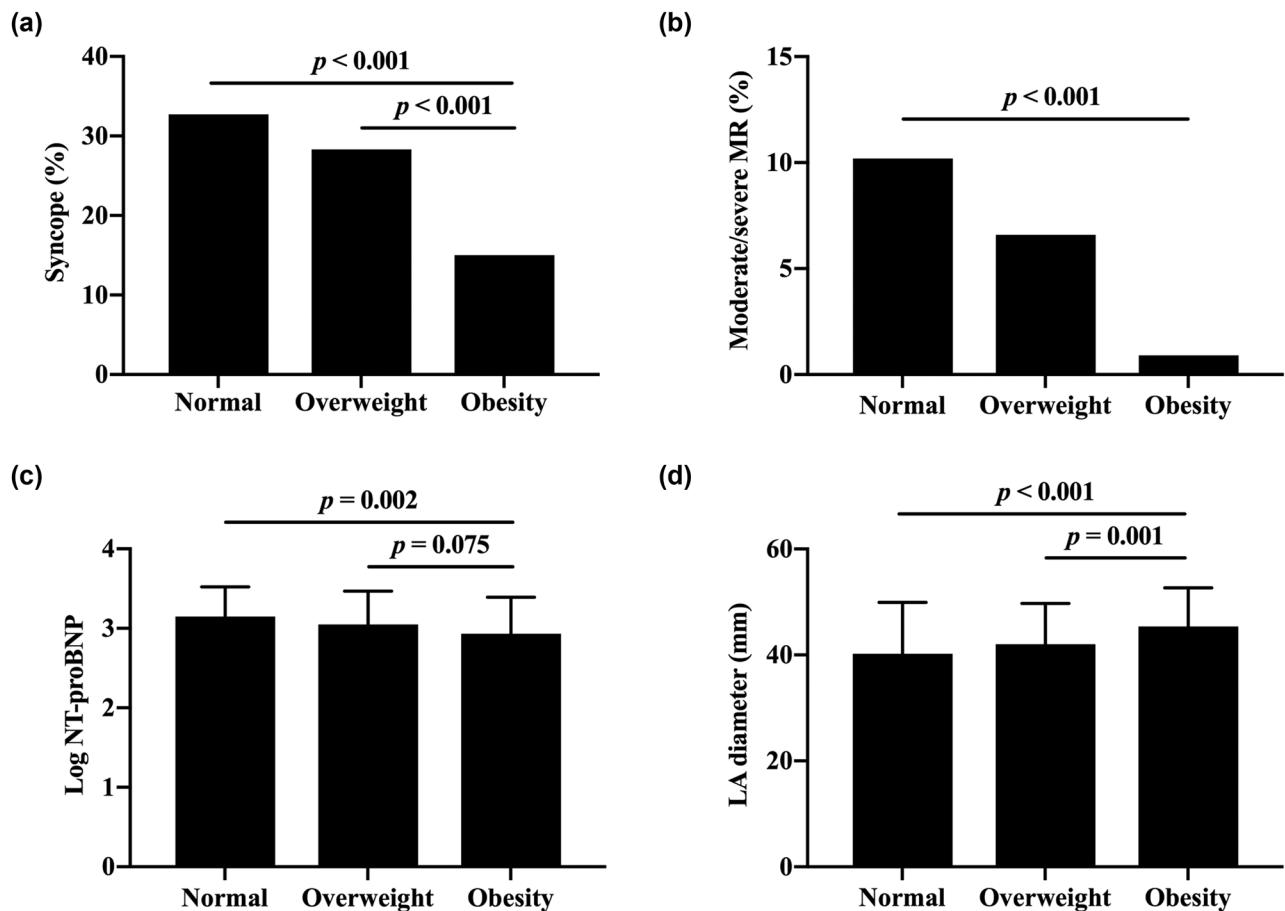 (a)
p < 0.001
p < 0.001
Syncope (%)
40
30
20
10
0
Normal Overweight Obesity
(b)
p < 0.001
Moderate/severe MR (%)
15
10
5
0
Normal Overweight Obesity
(c)
p = 0.002
p = 0.075
Log NT-proBNP
4
3
2
1
0
Normal Overweight Obesity
(d)
p < 0.001
p = 0.001
LA diameter (mm)
60
40
20
0
Normal Overweight Obesity